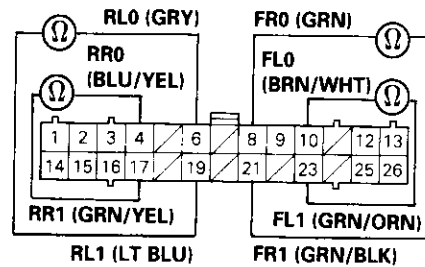 RL0 (GRY) FR0 (GRN)
Ω Ω
RR0 FL0
(BLU/YEL) (BRN/WHT)
Ω Ω
1 2 3 4 6 8 9 10 12 13
14 15 16 17 19 21 23 25 26
RR1 (GRN/YEL) FL1 (GRN/ORN)
RL1 (LT BLU) FR1 (GRN/BLK)